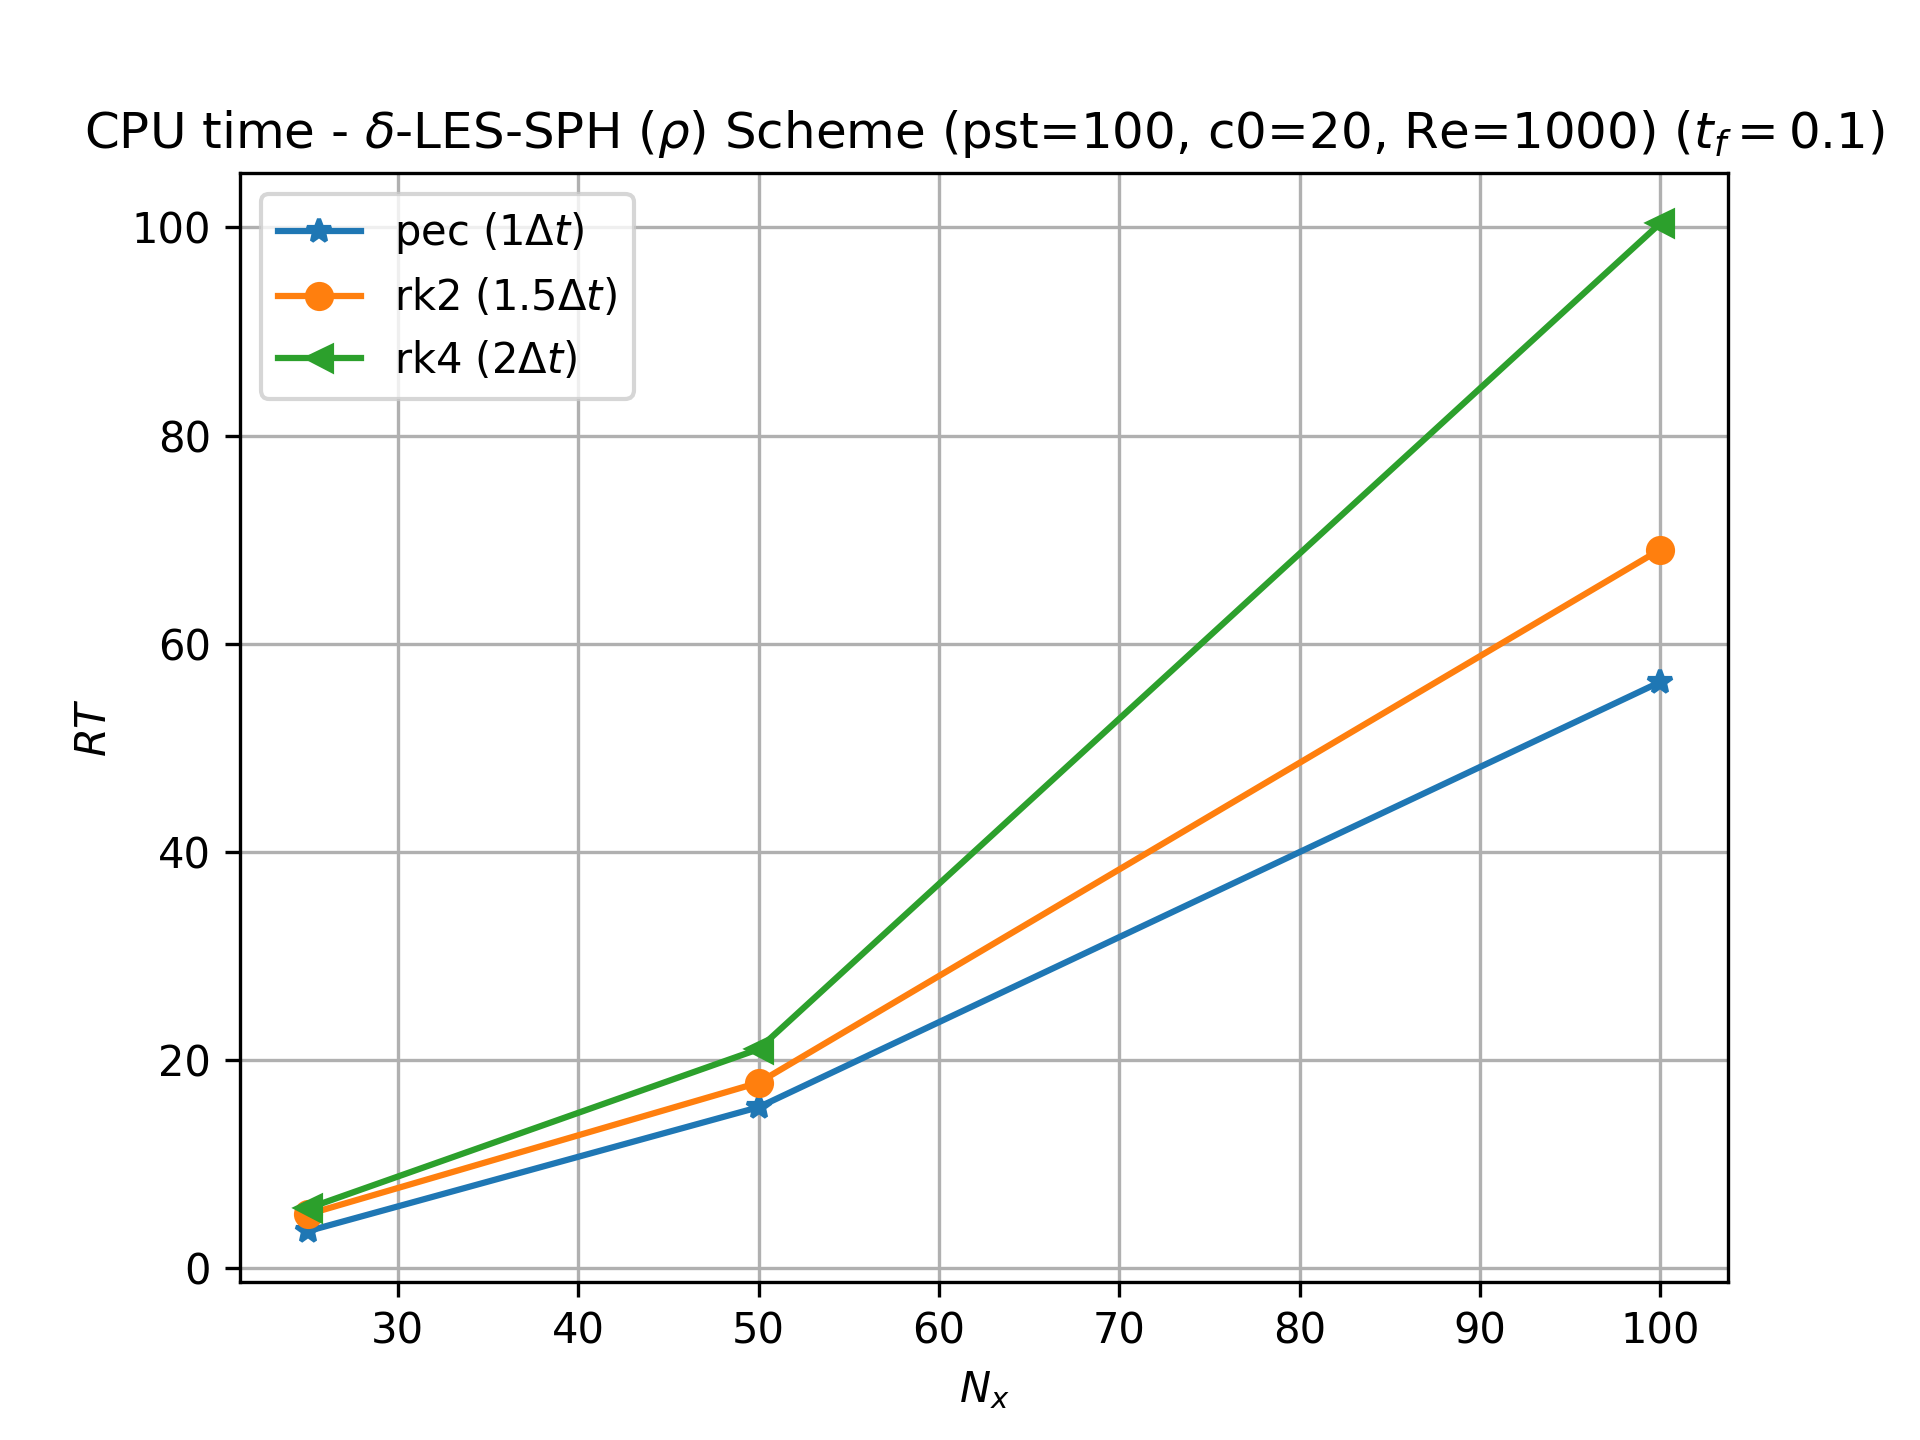 CPU time - δ-LES-SPH (ρ) Scheme (pst=100, c0=20, Re=1000) (t_f = 0.1)
pec (1Δt)
rk2 (1.5Δt)
rk4 (2Δt)
100
80
60
40
20
0
RT
30 40 50 60 70 80 90 100
N_x